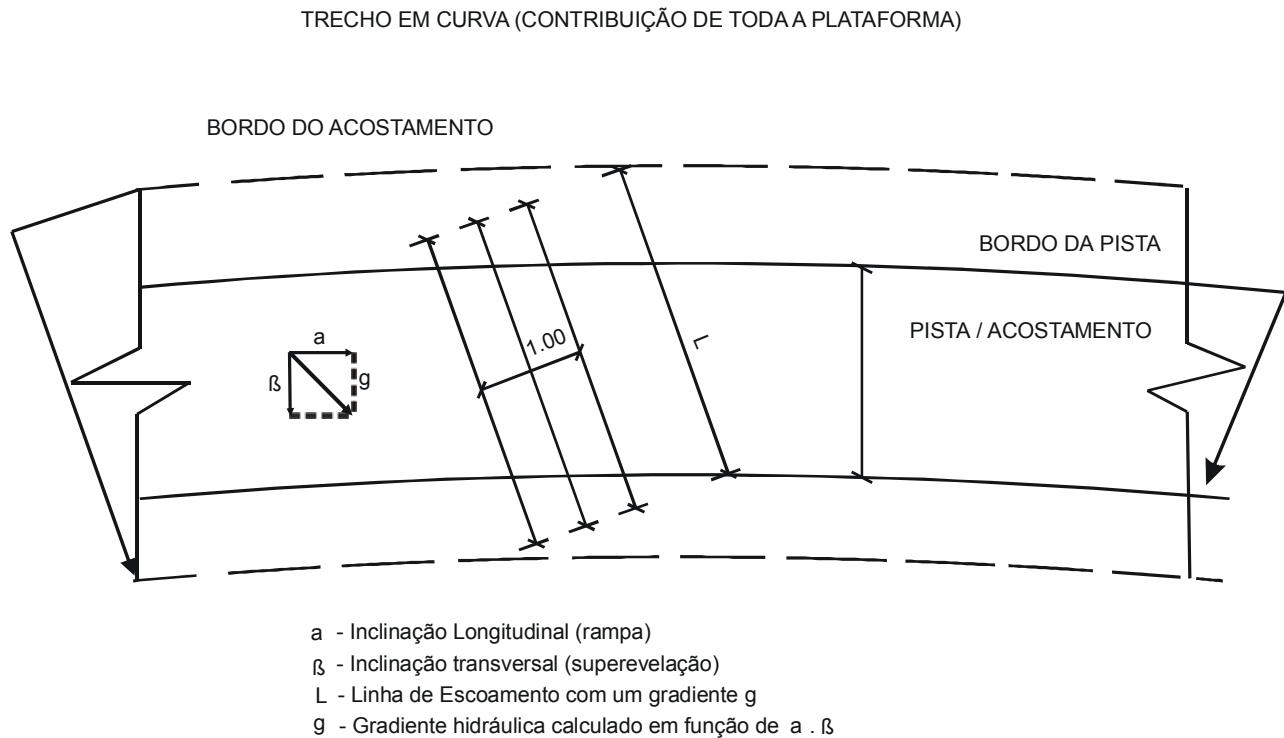 TRECHO EM CURVA (CONTRIBUIÇÃO DE TODA A PLATAFORMA)
BORDO DO ACOSTAMENTO
BORDO DA PISTA
PISTA / ACOSTAMENTO
a
ß
g
1.00
L
a - Inclinação Longitudinal (rampa)
ß - Inclinação transversal (superevelação)
L - Linha de Escoamento com um gradiente g
g - Gradiente hidráulica calculado em função de a . ß